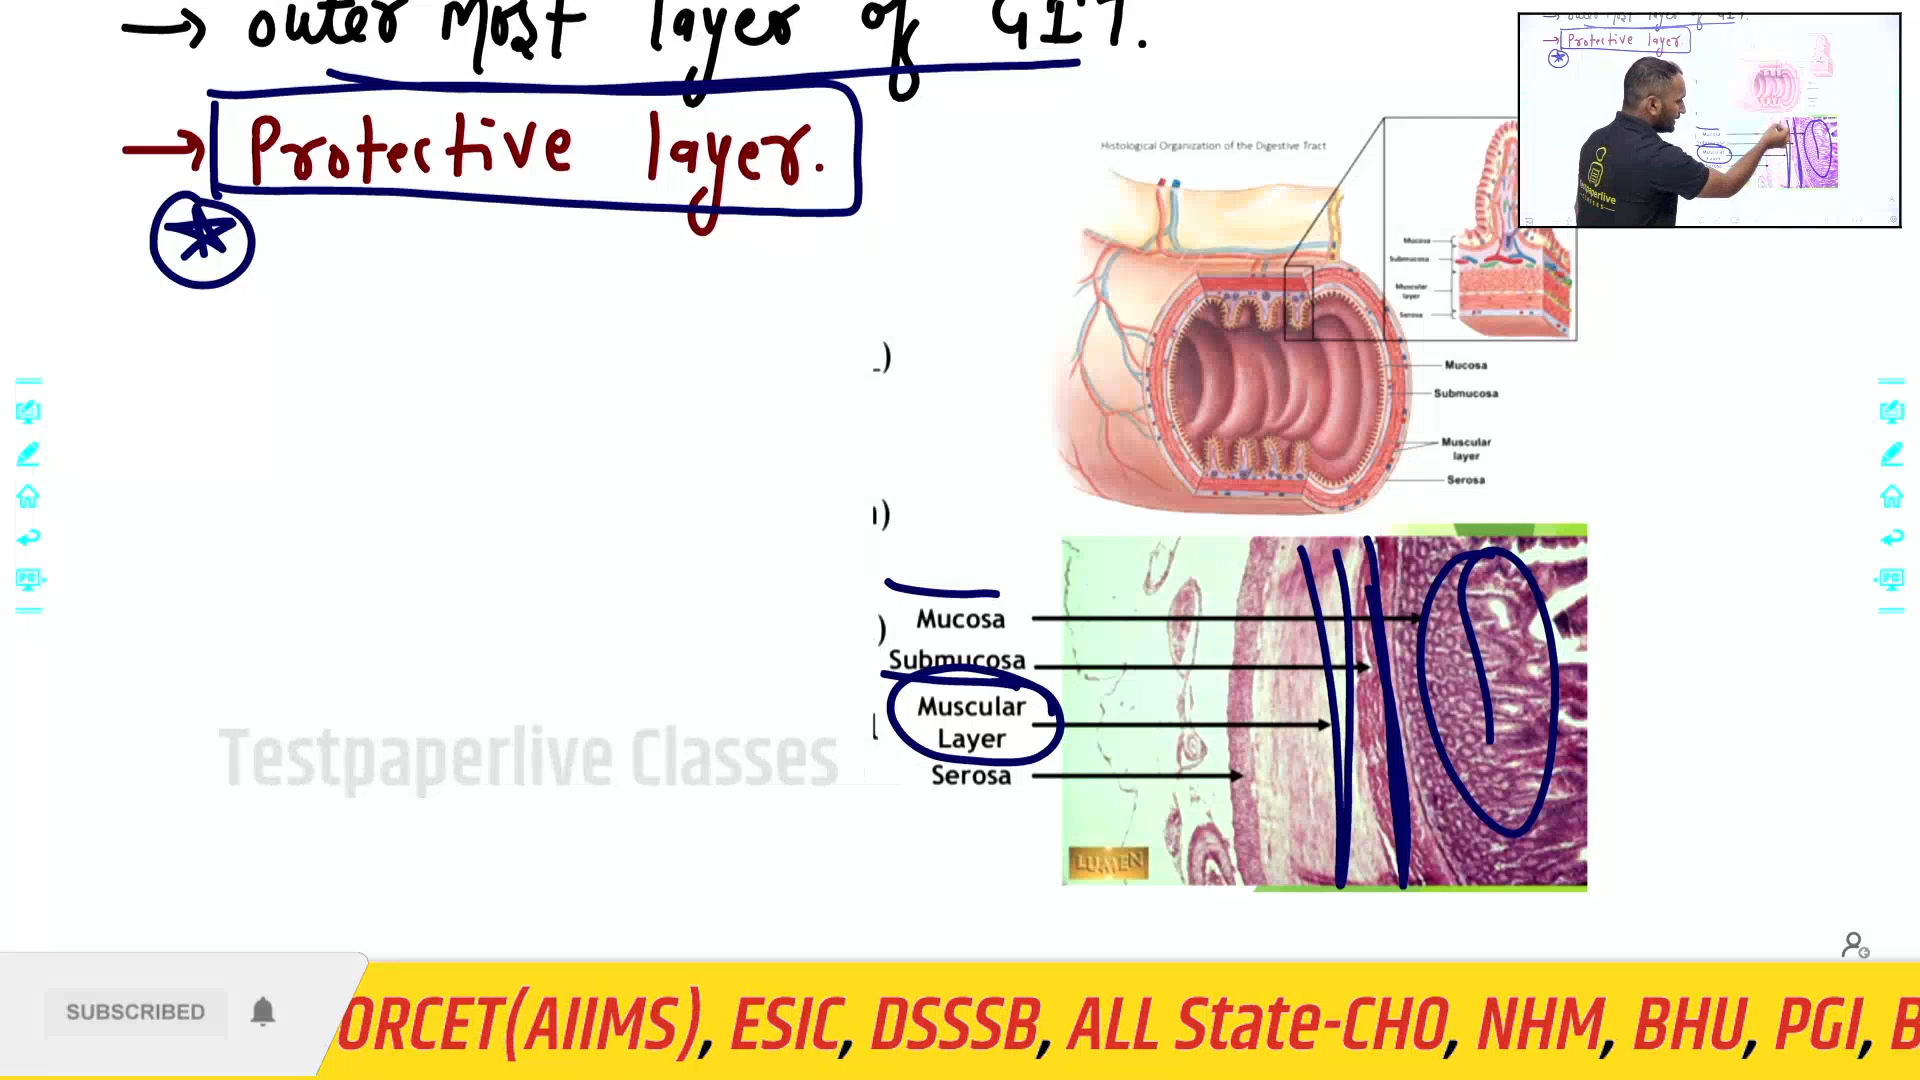 → outer most layer of GIT.
→ Protective layer.
Histological Organization of the Digestive Tract
Mucosa
Submucosa
Muscular
layer
Serosa
Mucosa
Submucosa
Muscular
layer
Serosa
Mucosa
Submucosa
Muscular
Layer
Serosa
LUMEN
Testpaperlive Classes
SUBSCRIBED
ORCET(AIIMS), ESIC, DSSSB, ALL State-CHO, NHM, BHU, PGI, B